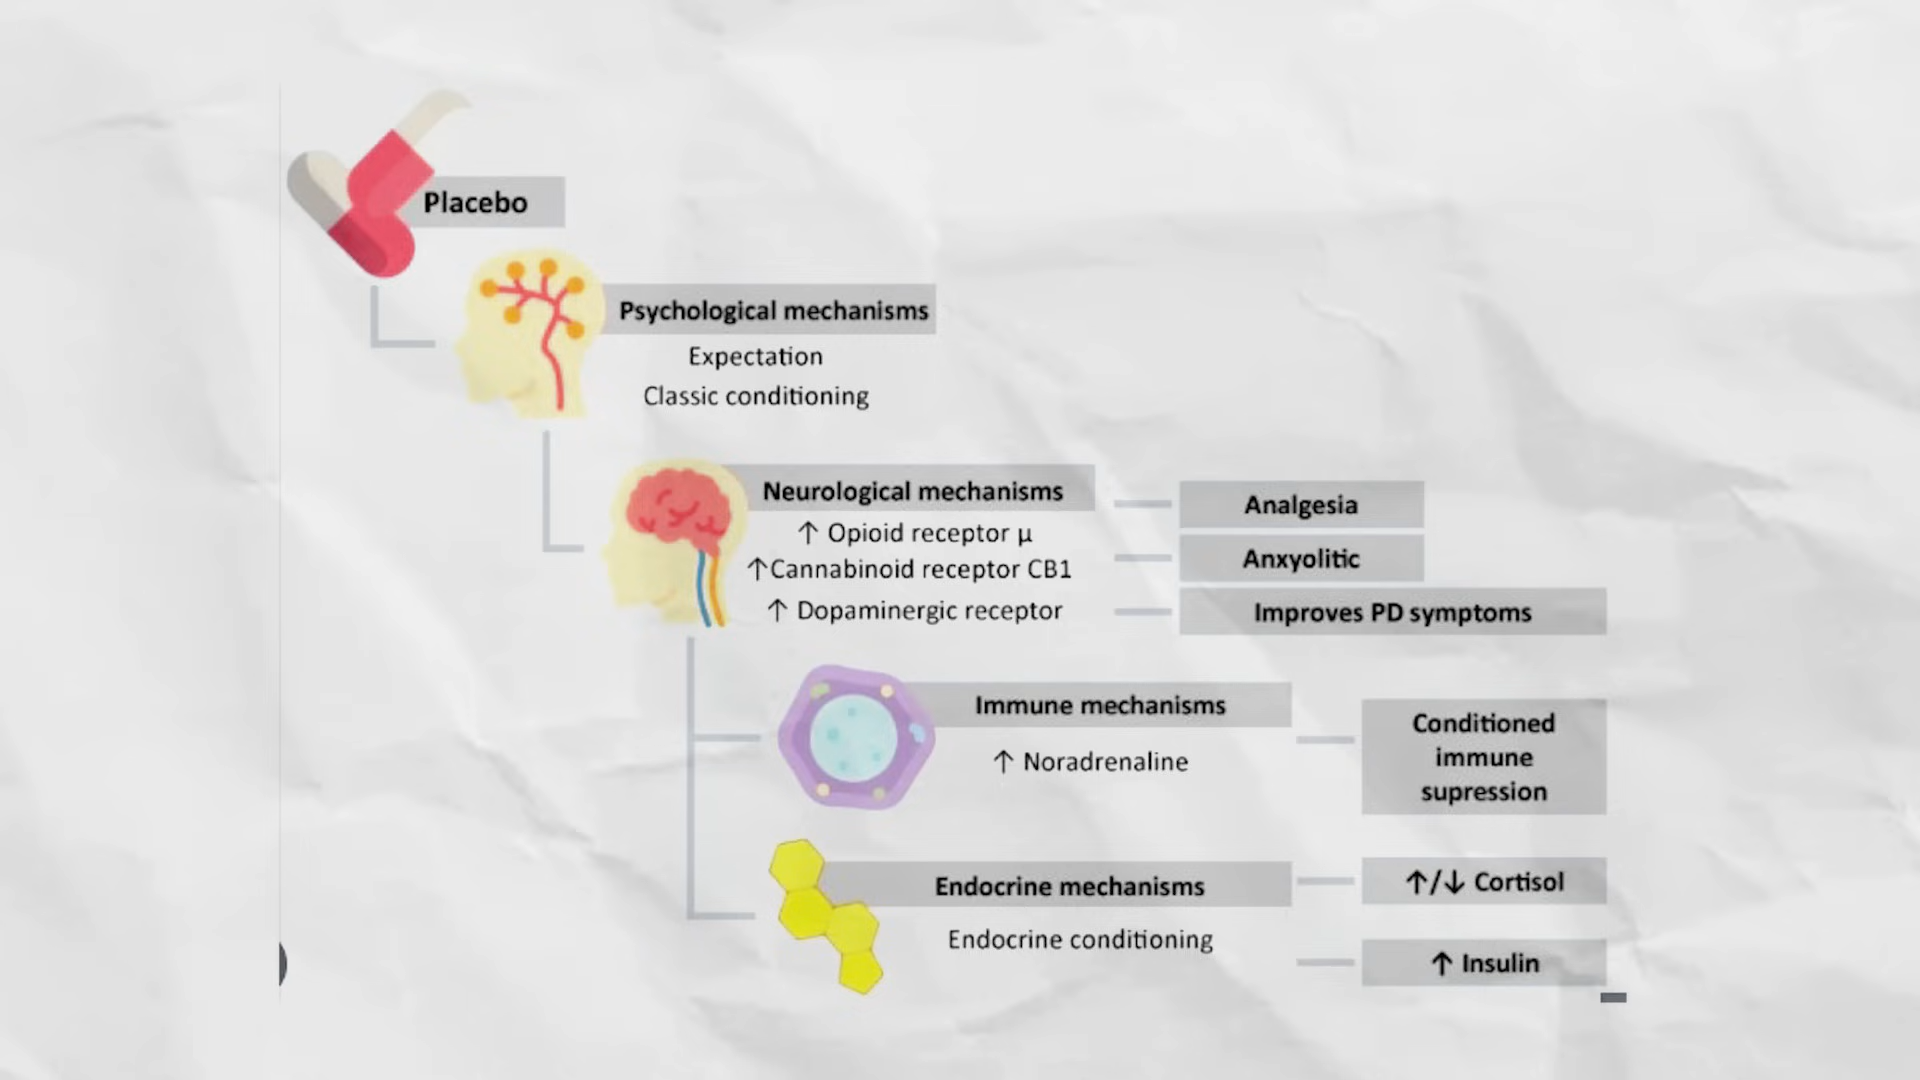 Placebo
Psychological mechanisms
Expectation
Classic conditioning
Neurological mechanisms
↑ Opioid receptor µ
↑Cannabinoid receptor CB1
↑ Dopaminergic receptor
Analgesia
Anxyolitic
Improves PD symptoms
Immune mechanisms
↑ Noradrenaline
Conditioned
immune
supression
Endocrine mechanisms
Endocrine conditioning
↑/↓ Cortisol
↑ Insulin